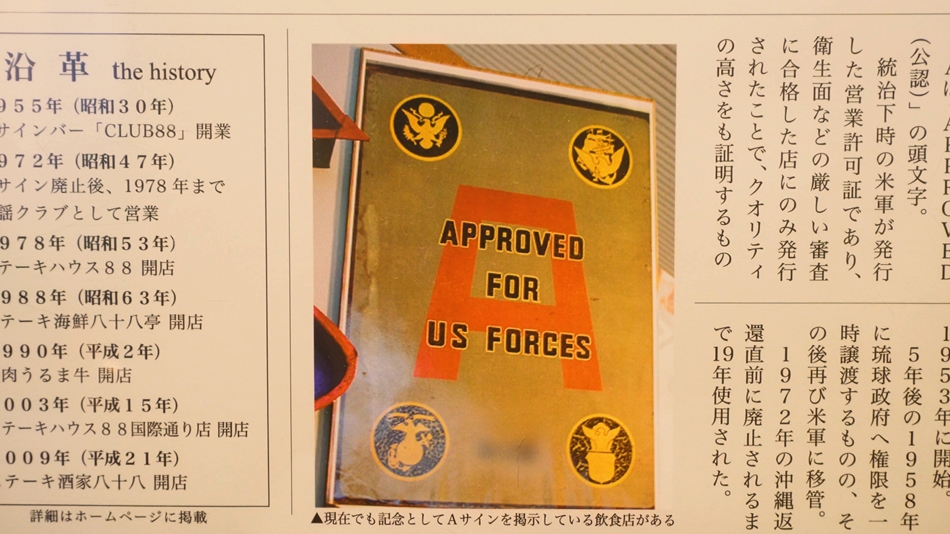 沿革 the history
955年（昭和30年）
サインバー「CLUB88」開業
972年（昭和47年）
サイン廃止後、1978年まで
謡クラブとして営業
978年（昭和53年）
テーキハウス８８ 開店
988年（昭和63年）
テーキ海鮮八十八亭 開店
990年（平成2年）
肉うるま牛 開店
003年（平成15年）
テーキハウス８８国際通り店 開店
009年（平成21年）
テーキ酒家八十八 開店
詳細はホームページに掲載
APPROVED
FOR
US FORCES
▲現在でも記念としてＡサインを掲示している飲食店がある
（公認）」の頭文字。
統治下時の米軍が発行
した営業許可証であり、
衛生面などの厳しい審査
に合格した店にのみ発行
されたことで、クオリティ
の高さをも証明するもの
1953年に開始。
5年後の1958年
に琉球政府へ権限を一
時譲渡するものの、そ
の後再び米軍に移管。
1972年の沖縄返
還直前に廃止されるま
で19年使用された。